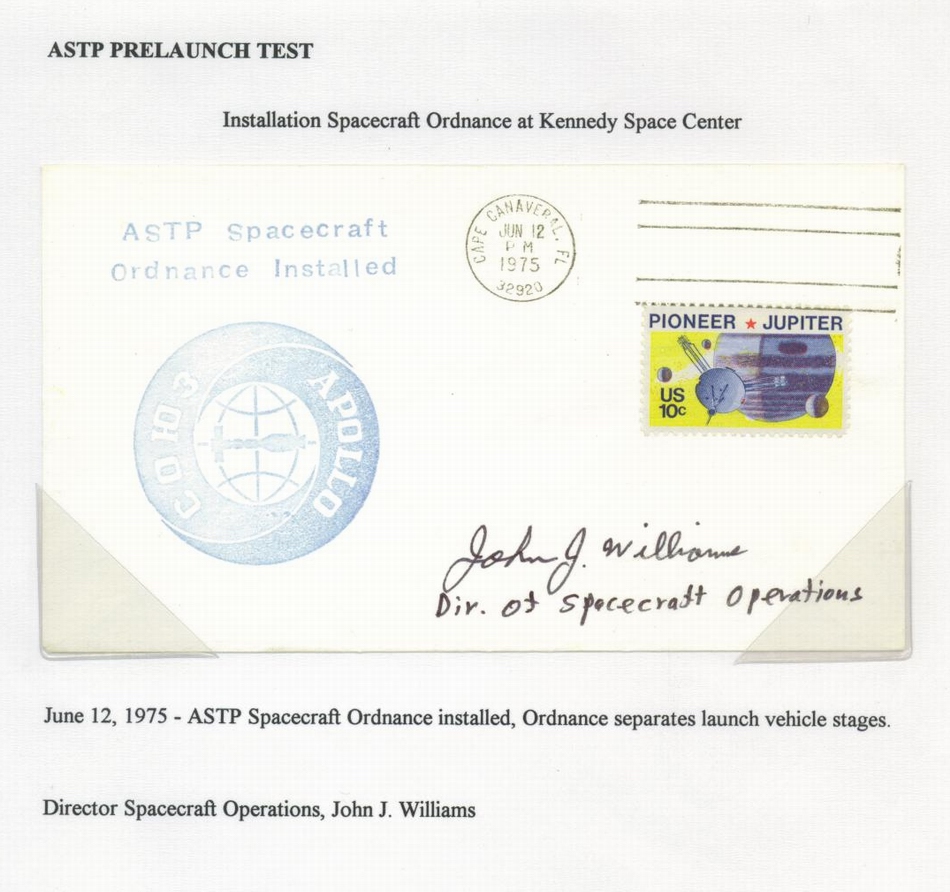 ASTP PRELAUNCH TEST
Installation Spacecraft Ordnance at Kennedy Space Center
ASTP Spacecraft
Ordnance Installed
CAPE CANAVERAL, FL
JUN 12
PM
1975
32920
PIONEER ★ JUPITER
US
10c
СОЮЗ
APOLLO
John J. Williams
Dir. of Spacecraft Operations
June 12, 1975 - ASTP Spacecraft Ordnance installed, Ordnance separates launch vehicle stages.
Director Spacecraft Operations, John J. Williams